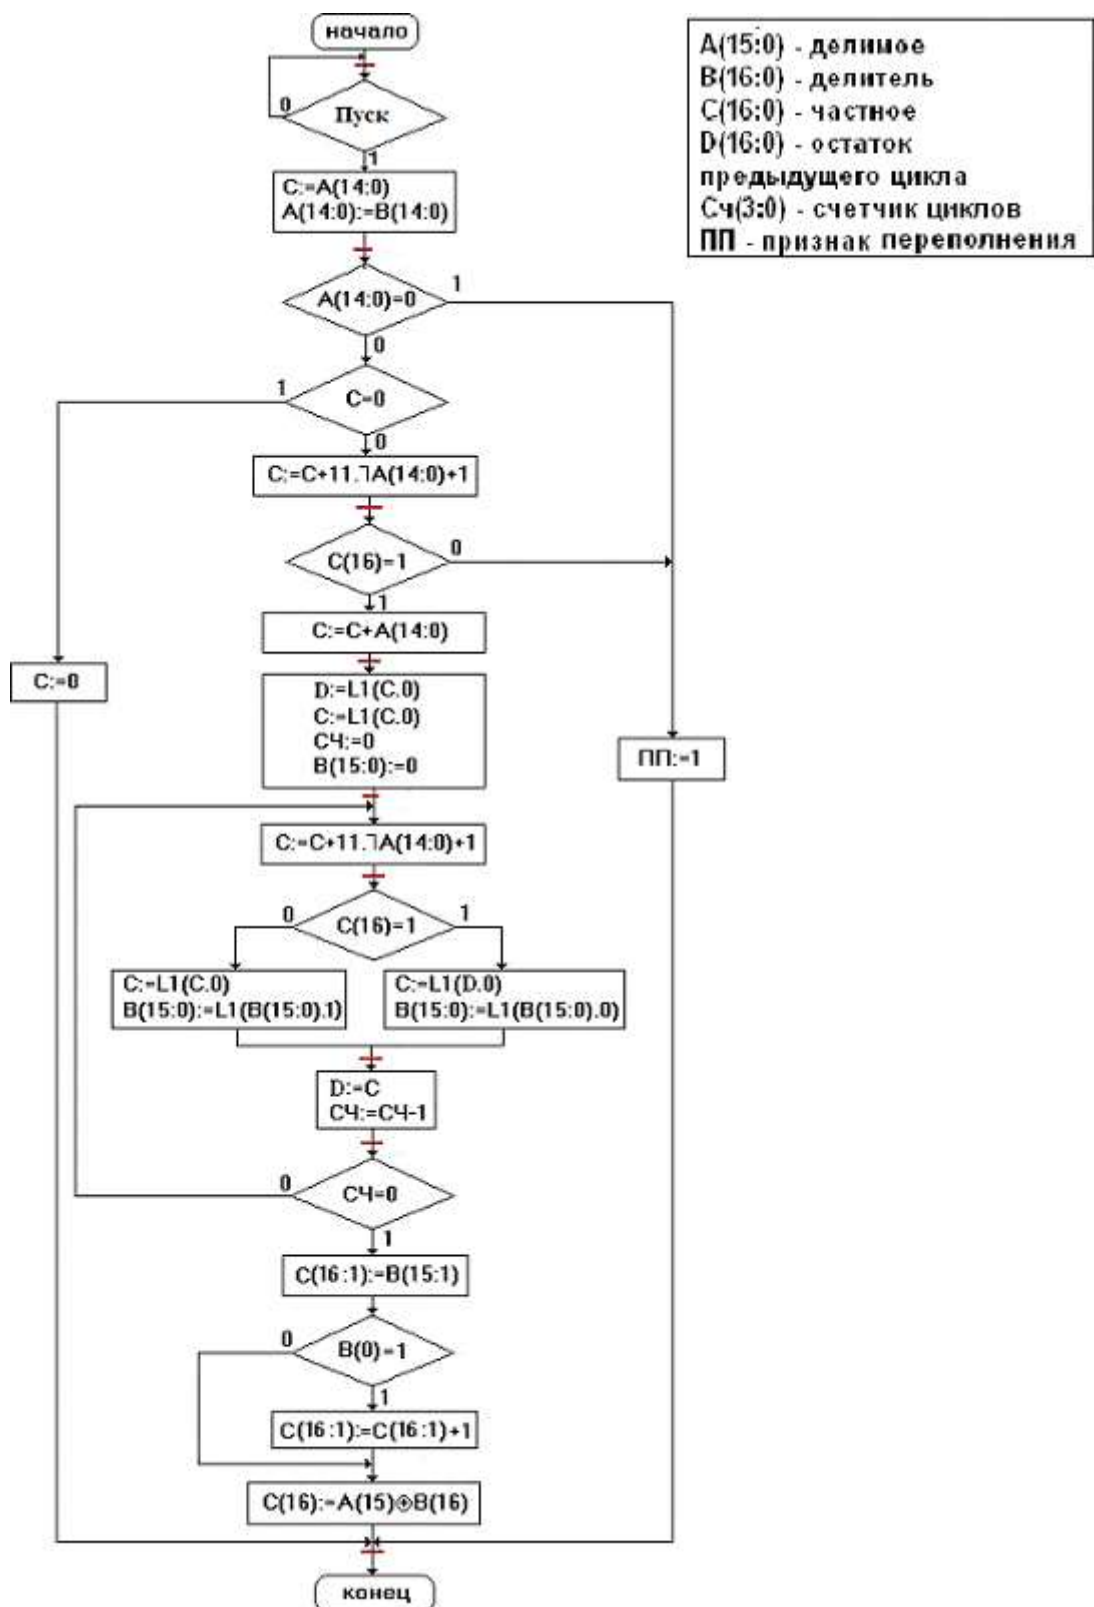 начало
A(15:0) - делимое
B(16:0) - делитель
C(16:0) - частное
D(16:0) - остаток
предыдущего цикла
Сч(3:0) - счетчик циклов
ПП - признак переполнения
0
Пуск
1
C:=A(14:0)
A(14:0):=B(14:0)
A(14:0)=0
1
0
1
C=0
0
C:=C+11.⅂A(14:0)+1
C(16)=1
0
1
C:=C+A(14:0)
C:=0
D:=L1(C.0)
C:=L1(C.0)
СЧ:=0
B(15:0):=0
ПП:=1
C:=C+11.⅂A(14:0)+1
0
C(16)=1
1
C:=L1(C.0)
B(15:0):=L1(B(15:0).1)
C:=L1(D.0)
B(15:0):=L1(B(15:0).0)
D:=C
СЧ:=СЧ-1
0
СЧ=0
1
C(16:1):=B(15:1)
0
B(0)=1
1
C(16:1):=C(16:1)+1
C(16):=A(15)⊕B(16)
конец